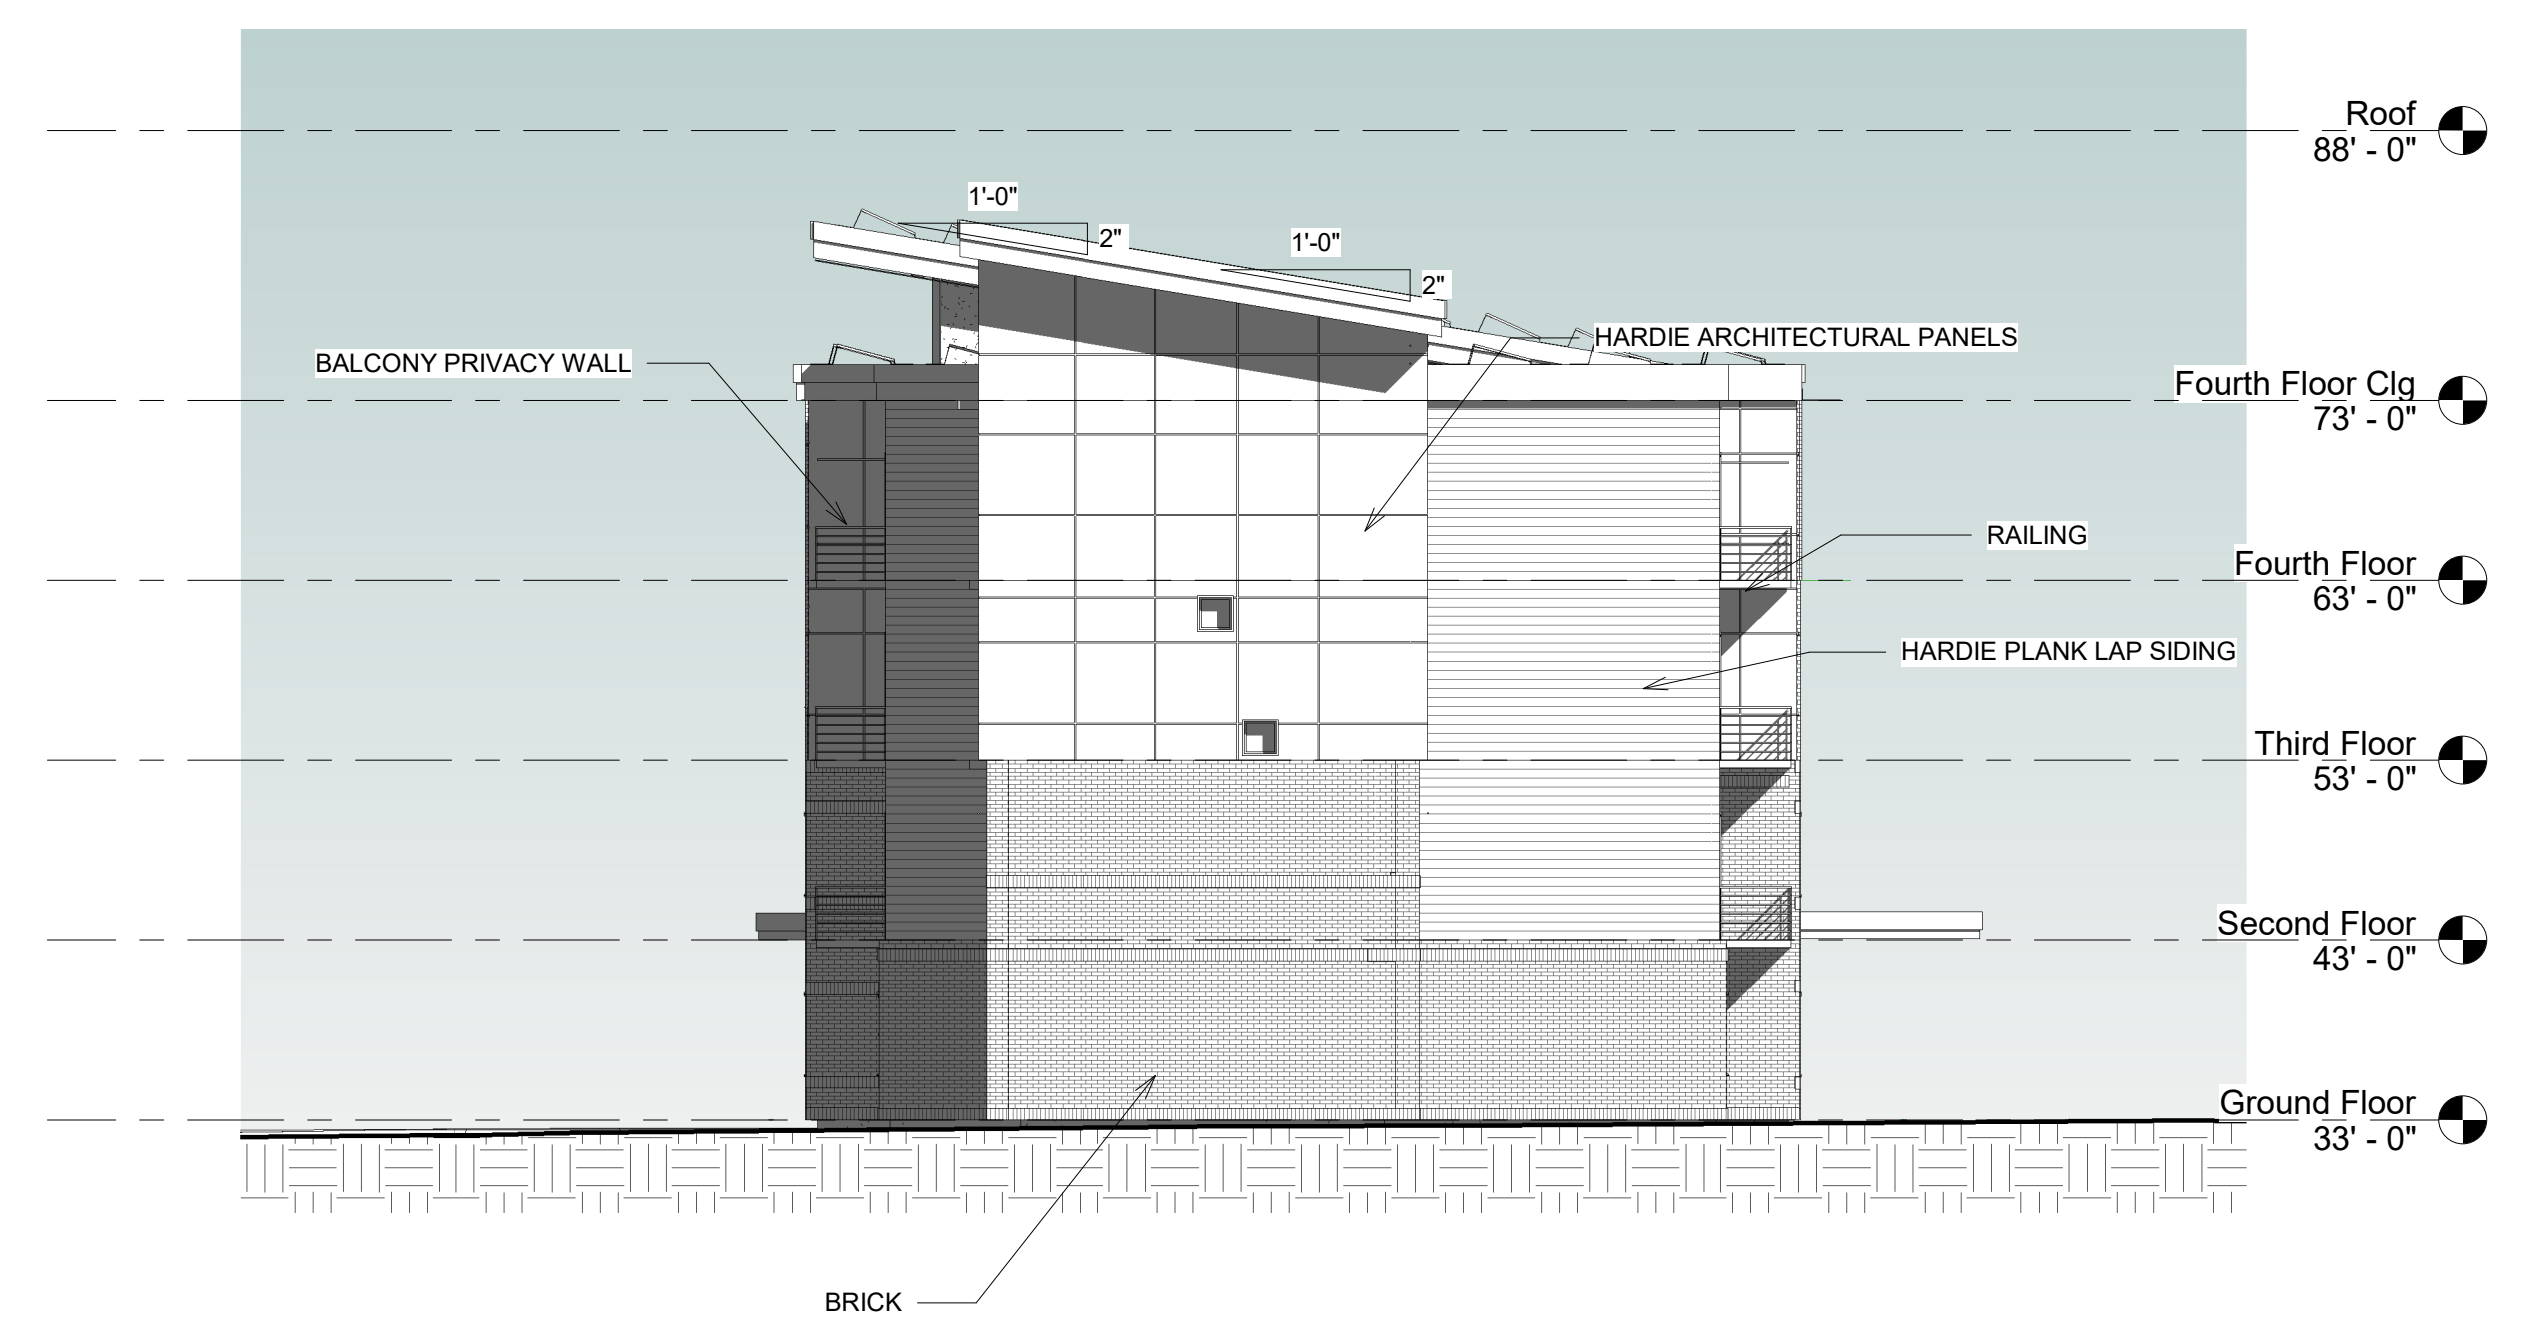 Roof
88' - 0"
1'-0"
2"
1'-0"
2"
HARDIE ARCHITECTURAL PANELS
BALCONY PRIVACY WALL
Fourth Floor Clg
73' - 0"
RAILING
Fourth Floor
63' - 0"
HARDIE PLANK LAP SIDING
Third Floor
53' - 0"
Second Floor
43' - 0"
Ground Floor
33' - 0"
BRICK